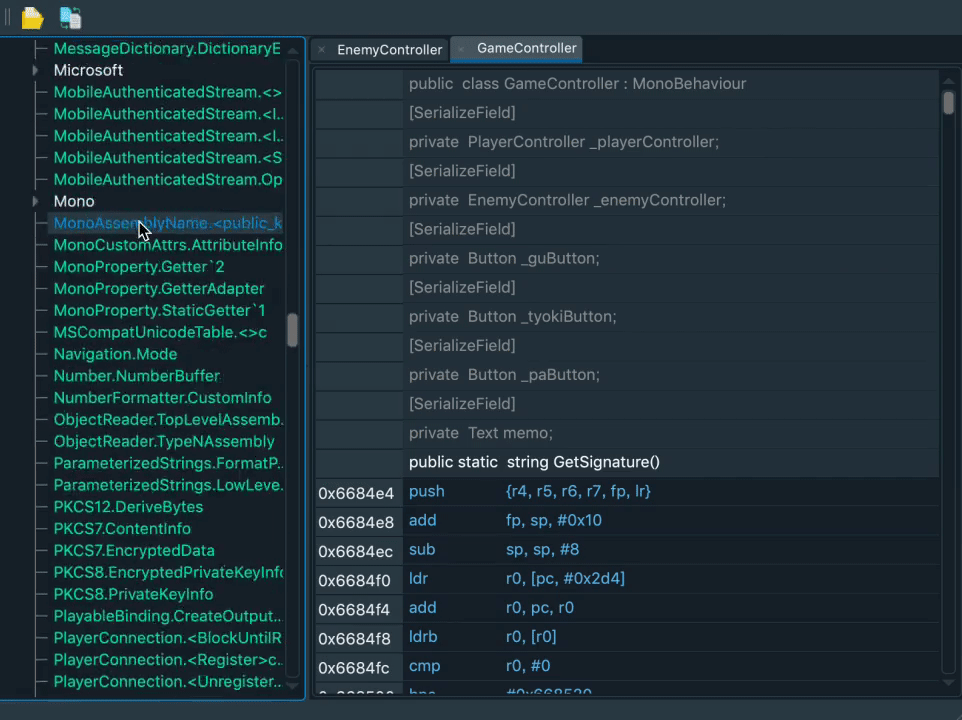 MessageDictionary.DictionaryE
Microsoft
MobileAuthenticatedStream.<>
MobileAuthenticatedStream.<I..
MobileAuthenticatedStream.<I..
MobileAuthenticatedStream.<S
MobileAuthenticatedStream.Op
Mono
MonoAssemblyName.<public_k
MonoCustomAttrs.AttributeInfo
MonoProperty.Getter`2
MonoProperty.GetterAdapter
MonoProperty.StaticGetter`1
MSCompatUnicodeTable.<>c
Navigation.Mode
Number.NumberBuffer
NumberFormatter.CustomInfo
ObjectReader.TopLevelAssemb.
ObjectReader.TypeNAssembly
ParameterizedStrings.FormatP..
ParameterizedStrings.LowLeve.
PKCS12.DeriveBytes
PKCS7.ContentInfo
PKCS7.EncryptedData
PKCS8.EncryptedPrivateKeyInfo
PKCS8.PrivateKeyInfo
PlayableBinding.CreateOutput...
PlayerConnection.<BlockUntilR
PlayerConnection.<Register>c..
PlayerConnection.<Unregister...
EnemyController
GameController
public class GameController : MonoBehaviour
[SerializeField]
private PlayerController _playerController;
[SerializeField]
private EnemyController _enemyController;
[SerializeField]
private Button _guButton;
[SerializeField]
private Button _tyokiButton;
[SerializeField]
private Button _paButton;
[SerializeField]
private Text memo;
public static string GetSignature()
0x6684e4 push {r4, r5, r6, r7, fp, lr}
0x6684e8 add fp, sp, #0x10
0x6684ec sub sp, sp, #8
0x6684f0 ldr r0, [pc, #0x2d4]
0x6684f4 add r0, pc, r0
0x6684f8 ldrb r0, [r0]
0x6684fc cmp r0, #0